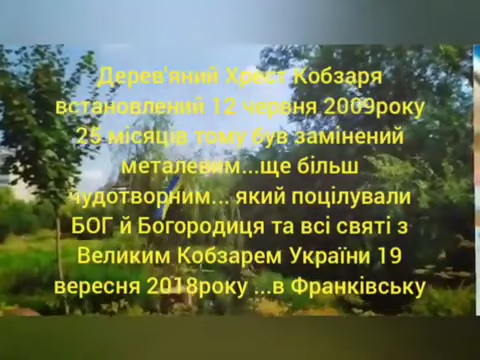 Дерев'яний Хрест Кобзаря
встановлений 12 червня 2009року
25 місяців тому був замінений
металевим...ще більш
чудотворним... який поцілували
БОГ й Богородиця та всі святі з
Великим Кобзарем України 19
вересня 2018року ...в Франківську